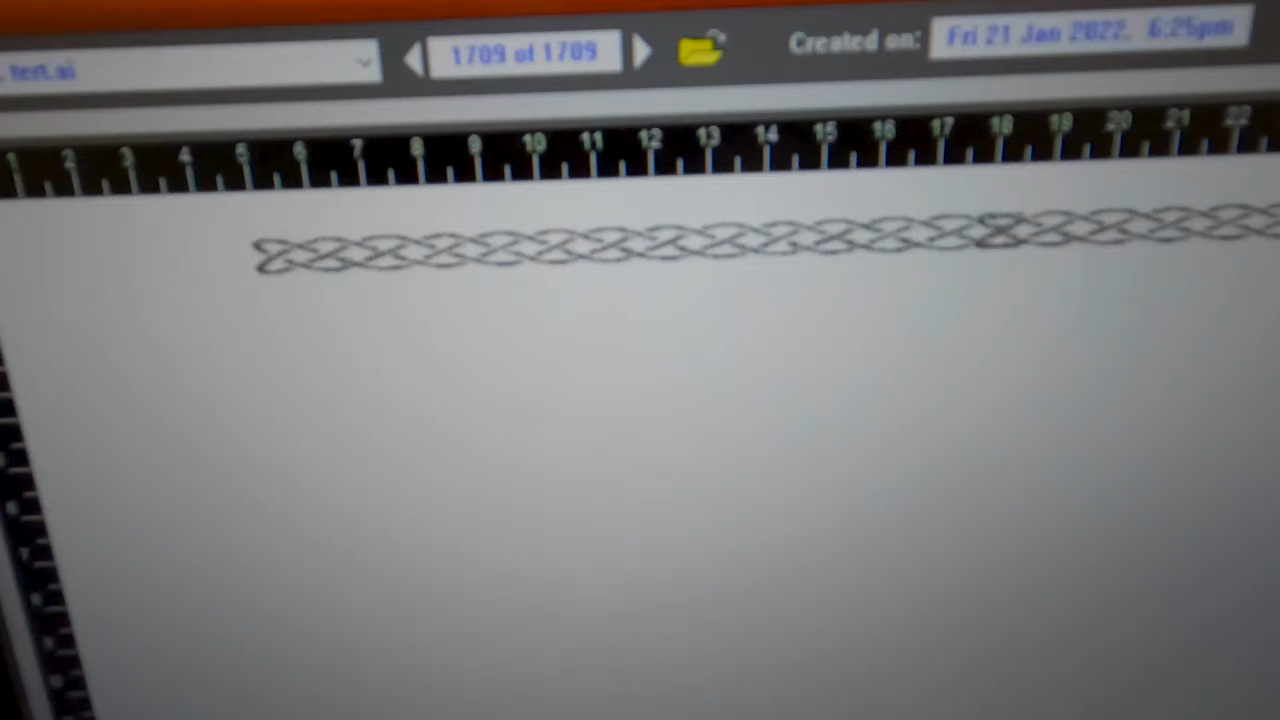 text.ai
1709 of 1709
Created on:
Fri 21 Jan 2022, 6:25pm
1 2 3 4 5 6 7 8 9 10 11 12 13 14 15 16 17 18 19 20 21 22